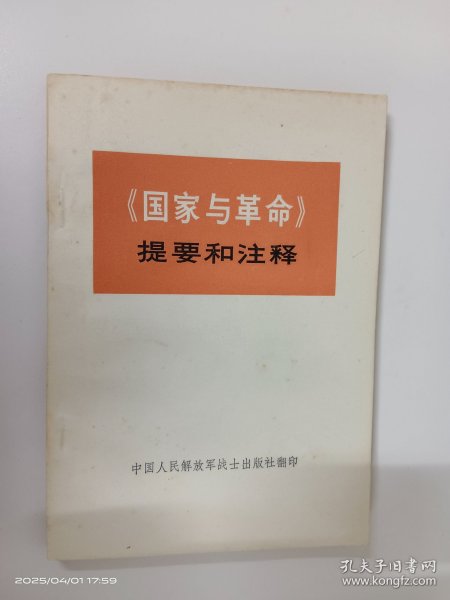 《国家与革命》
提要和注释
中国人民解放军战士出版社翻印
2025/04/01 17:59
孔夫子旧书网
www.kongfz.com